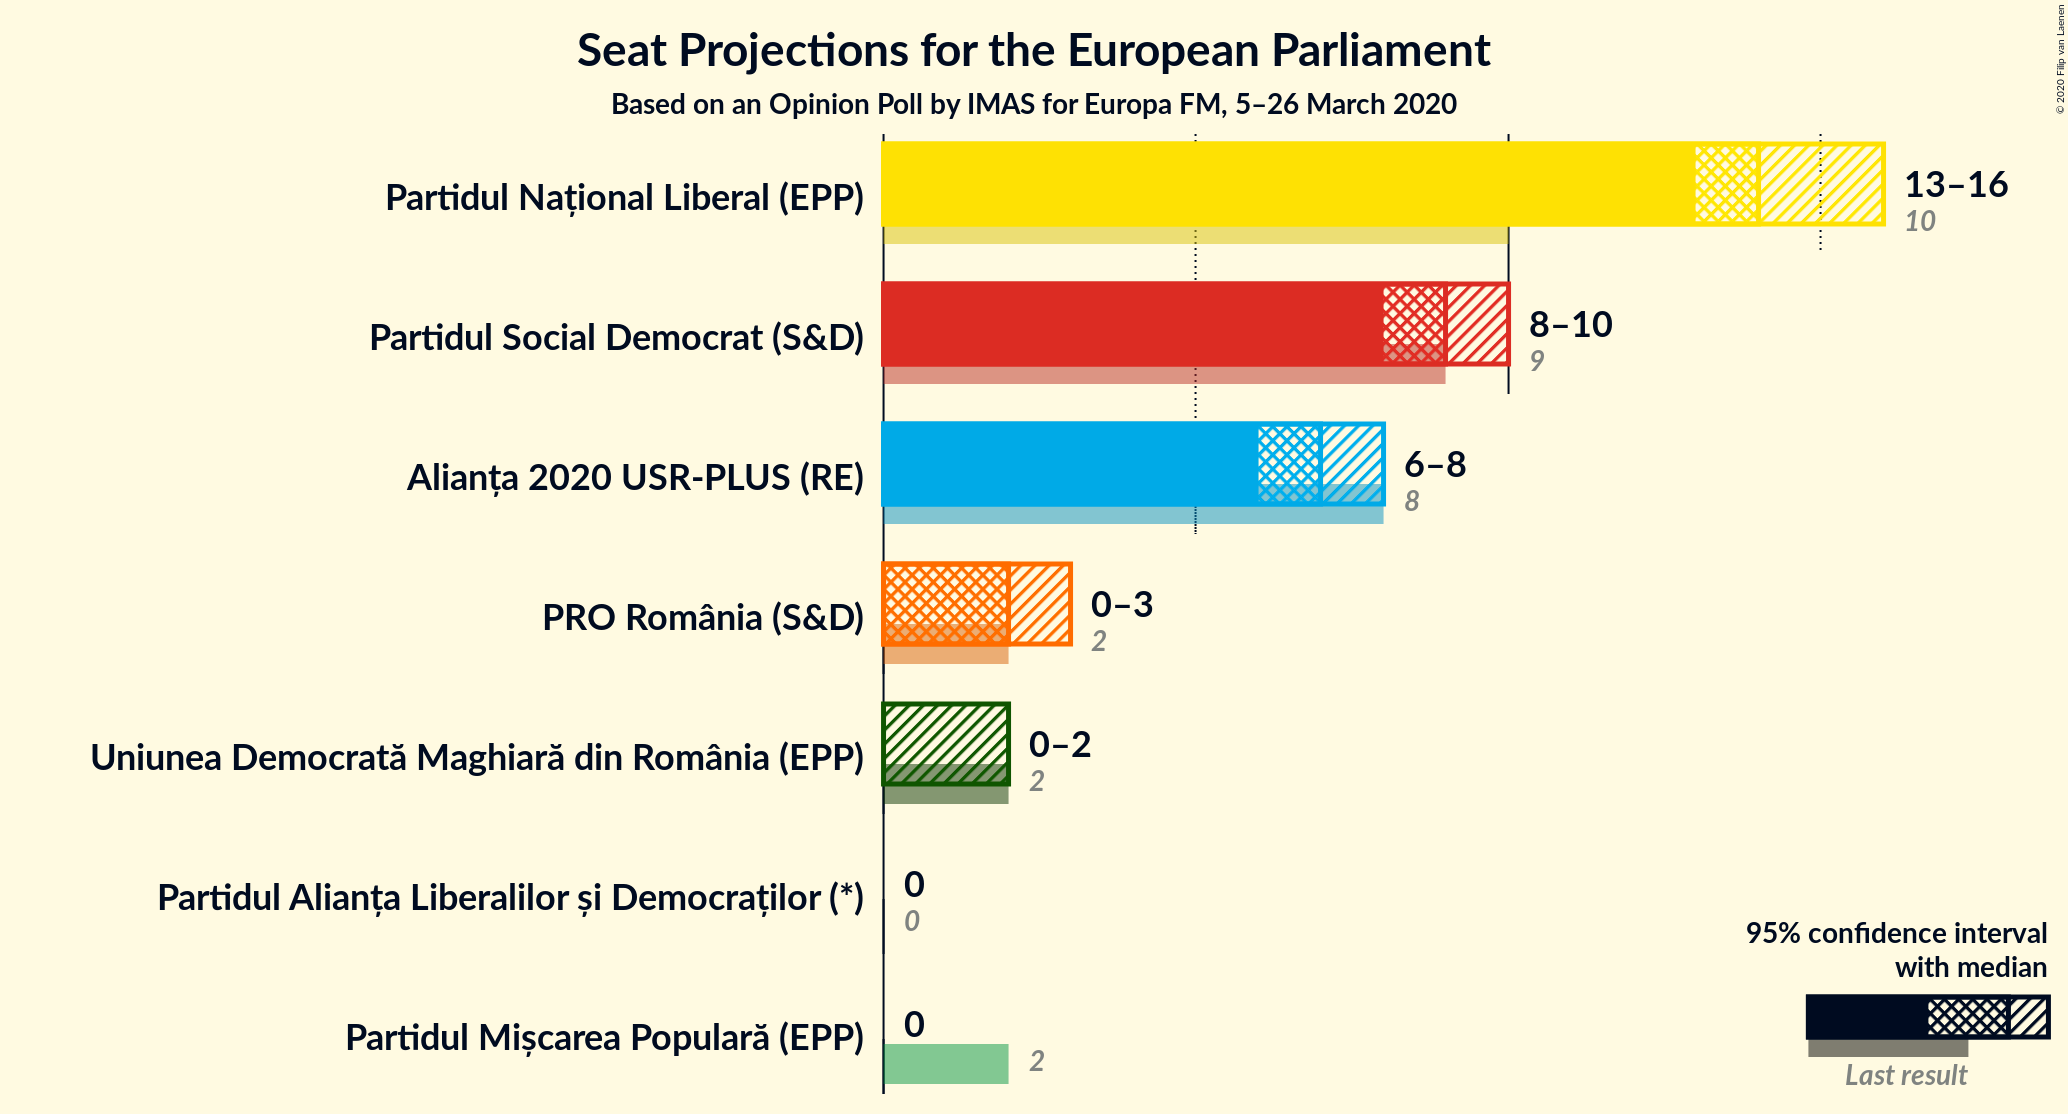 Seat Projections for the European Parliament
Based on an Opinion Poll by IMAS for Europa FM, 5–26 March 2020
© 2020 Filip van Laenen
Partidul Național Liberal (EPP)
13–16
10
Partidul Social Democrat (S&D)
8–10
9
Alianța 2020 USR-PLUS (RE)
6–8
8
PRO România (S&D)
0–3
2
Uniunea Democrată Maghiară din România (EPP)
0–2
2
Partidul Alianța Liberalilor și Democraților (*)
0
0
Partidul Mișcarea Populară (EPP)
0
2
95% confidence interval
with median
Last result